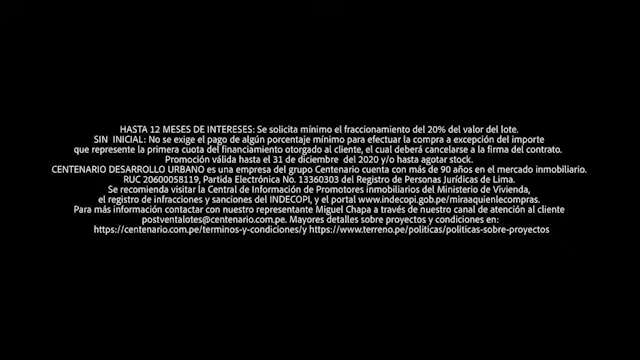 HASTA 12 MESES DE INTERESES: Se solicita mínimo el fraccionamiento del 20% del valor del lote.
SIN INICIAL: No se exige el pago de algún porcentaje mínimo para efectuar la compra a excepción del importe
que represente la primera cuota del financiamiento otorgado al cliente, el cual deberá cancelarse a la firma del contrato.
Promoción válida hasta el 31 de diciembre del 2020 y/o hasta agotar stock.
CENTENARIO DESARROLLO URBANO es una empresa del grupo Centenario cuenta con más de 90 años en el mercado inmobiliario.
RUC 20600058119, Partida Electrónica No. 13360303 del Registro de Personas Jurídicas de Lima.
Se recomienda visitar la Central de Información de Promotores inmobiliarios del Ministerio de Vivienda,
el registro de infracciones y sanciones del INDECOPI, y el portal www.indecopi.gob.pe/miraaquienlecompras.
Para más información contactar con nuestro representante Miguel Chapa a través de nuestro canal de atención al cliente
postventalotes@centenario.com.pe. Mayores detalles sobre proyectos y condiciones en:
https://centenario.com.pe/terminos-y-condiciones/y https://www.terreno.pe/politicas/politicas-sobre-proyectos